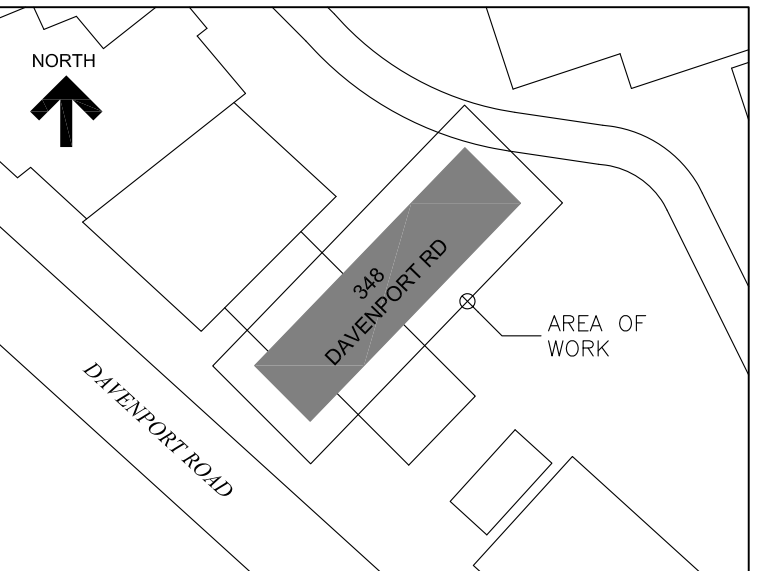 NORTH
348
DAVENPORT RD
AREA OF
WORK
DAVENPORT ROAD